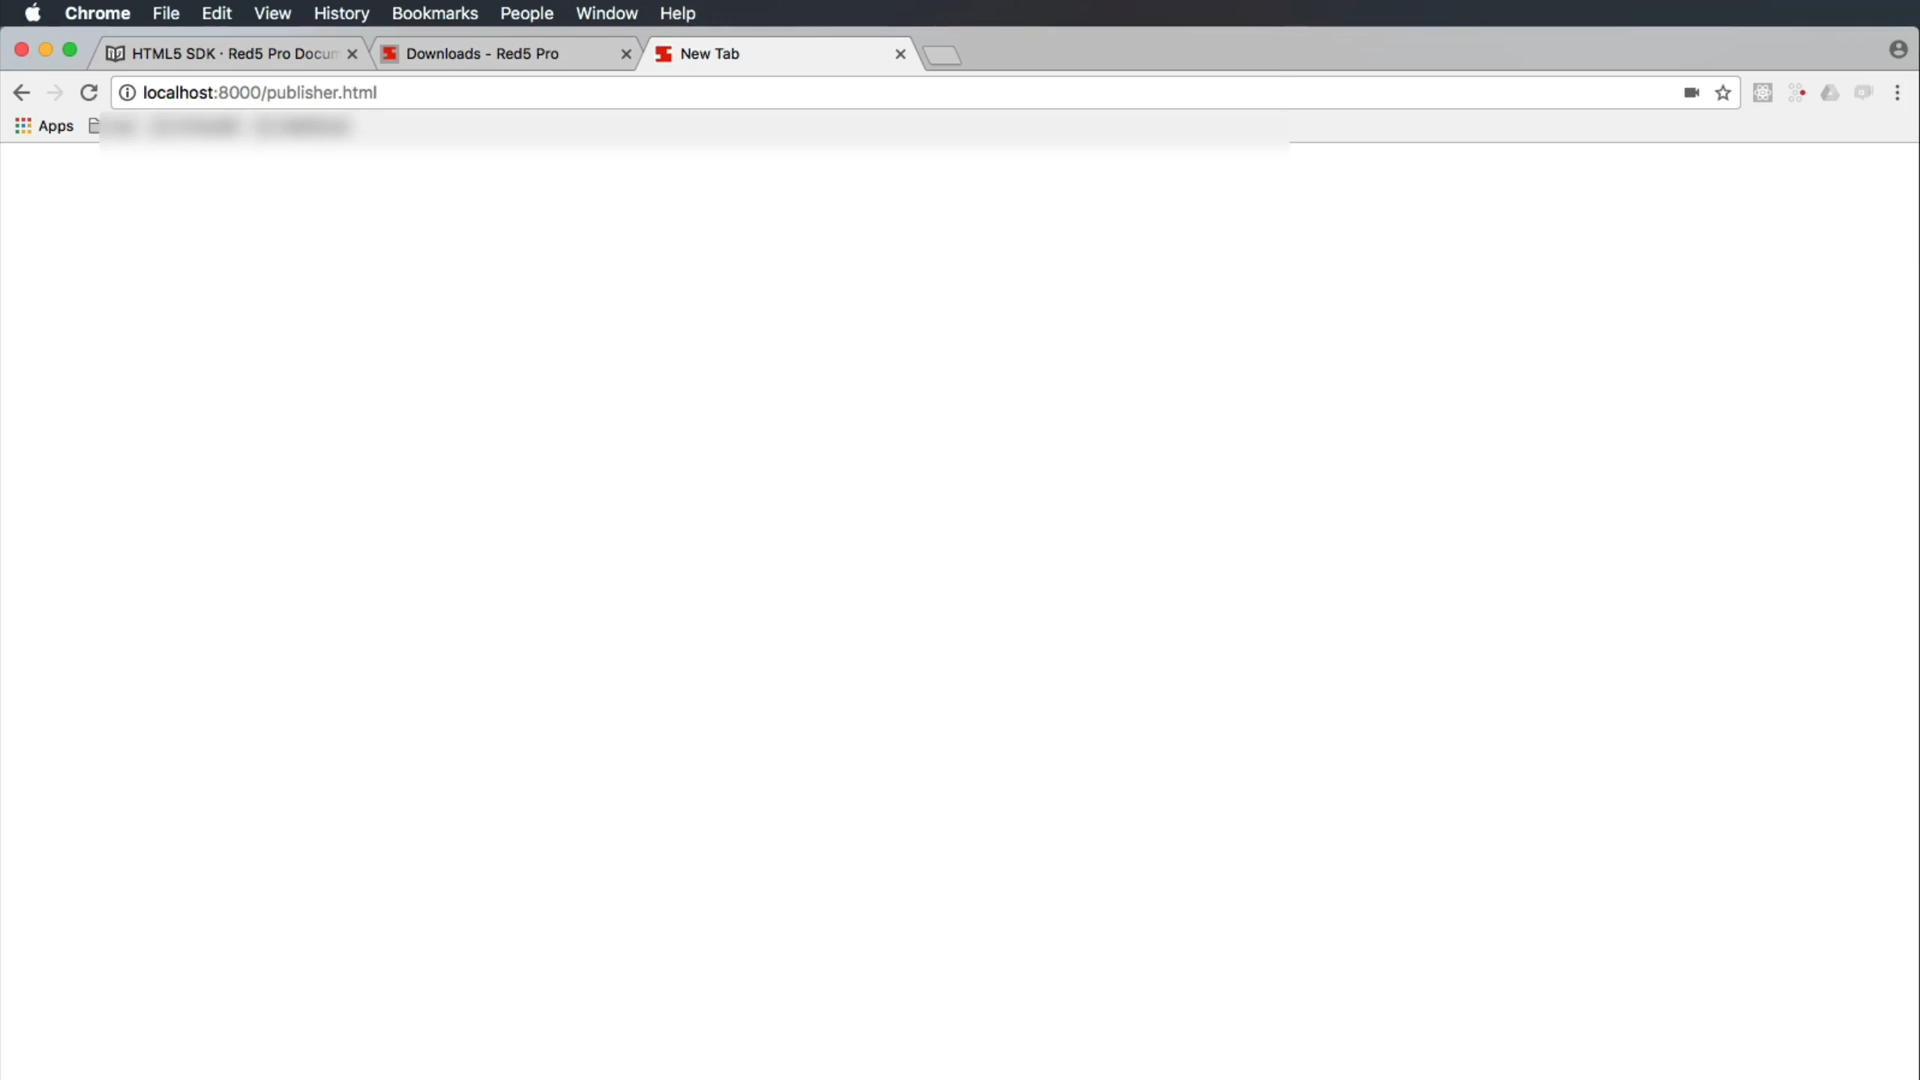 Chrome File Edit View History Bookmarks People Window Help
HTML5 SDK · Red5 Pro Docum Downloads - Red5 Pro New Tab
localhost:8000/publisher.html
Apps